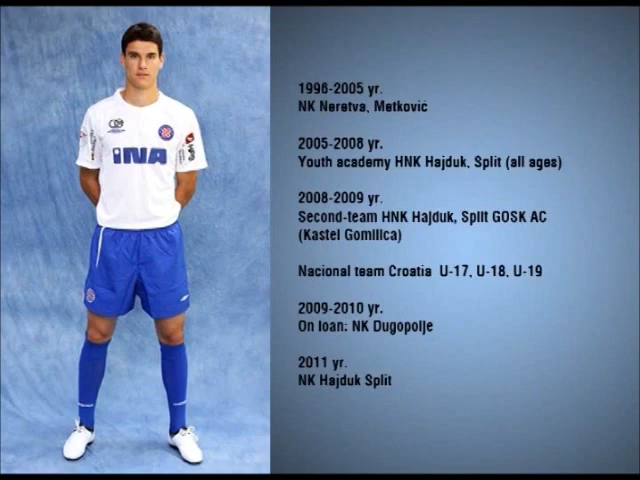 INA
1996-2005 yr.
NK Neretva, Metković
2005-2008 yr.
Youth academy HNK Hajduk, Split (all ages)
2008-2009 yr.
Second-team HNK Hajduk, Split GOSK AC
(Kastel Gomilica)
Nacional team Croatia U-17, U-18, U-19
2009-2010 yr.
On loan: NK Dugopolje
2011 yr.
NK Hajduk Split